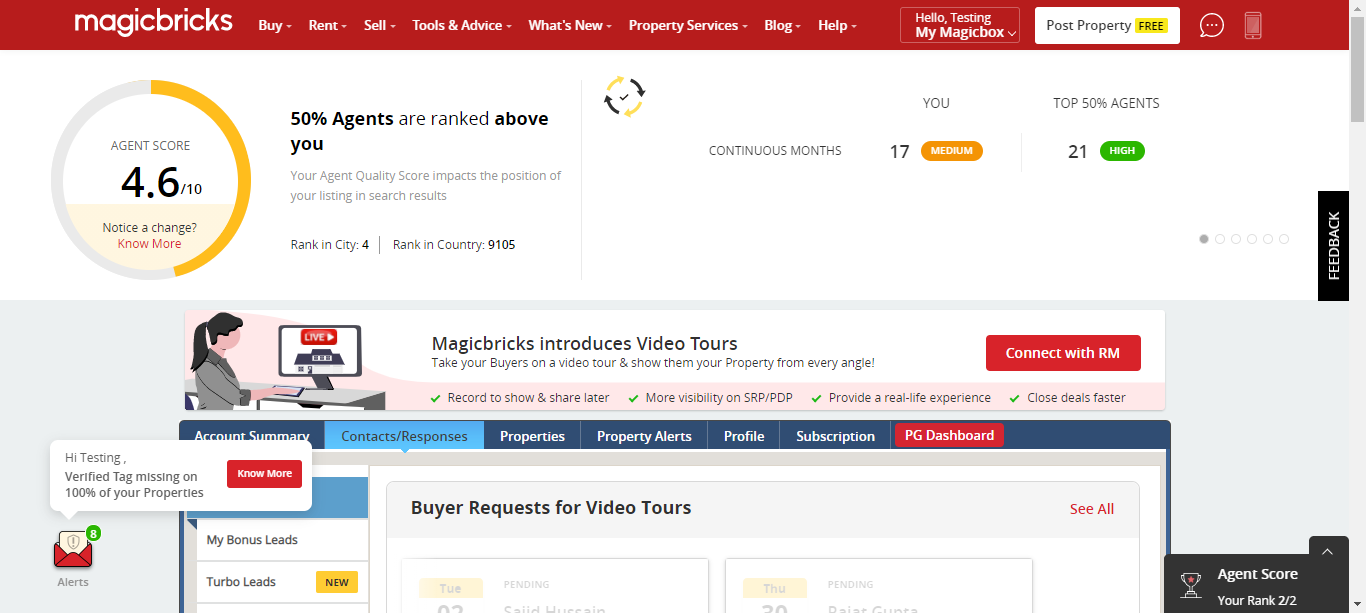 magicbricks
Buy Rent Sell Tools & Advice What's New Property Services Blog Help
Hello, Testing
My Magicbox
Post Property FREE
AGENT SCORE
4.6/10
Notice a change?
Know More
50% Agents are ranked above
you
Your Agent Quality Score impacts the position of
your listing in search results
Rank in City: 4 Rank in Country: 9105
YOU TOP 50% AGENTS
CONTINUOUS MONTHS 17 MEDIUM 21 HIGH
FEEDBACK
LIVE
Magicbricks introduces Video Tours
Take your Buyers on a video tour & show them your Property from every angle!
Connect with RM
Record to show & share later More visibility on SRP/PDP Provide a real-life experience Close deals faster
Account Summary Contacts/Responses Properties Property Alerts Profile Subscription PG Dashboard
Hi Testing ,
Verified Tag missing on
100% of your Properties
Know More
8
Alerts
My Bonus Leads
Turbo Leads NEW
Buyer Requests for Video Tours See All
Tue PENDING
02 Sajid Hussain
Thu PENDING
30 Rajat Gupta
Agent Score
Your Rank 2/2